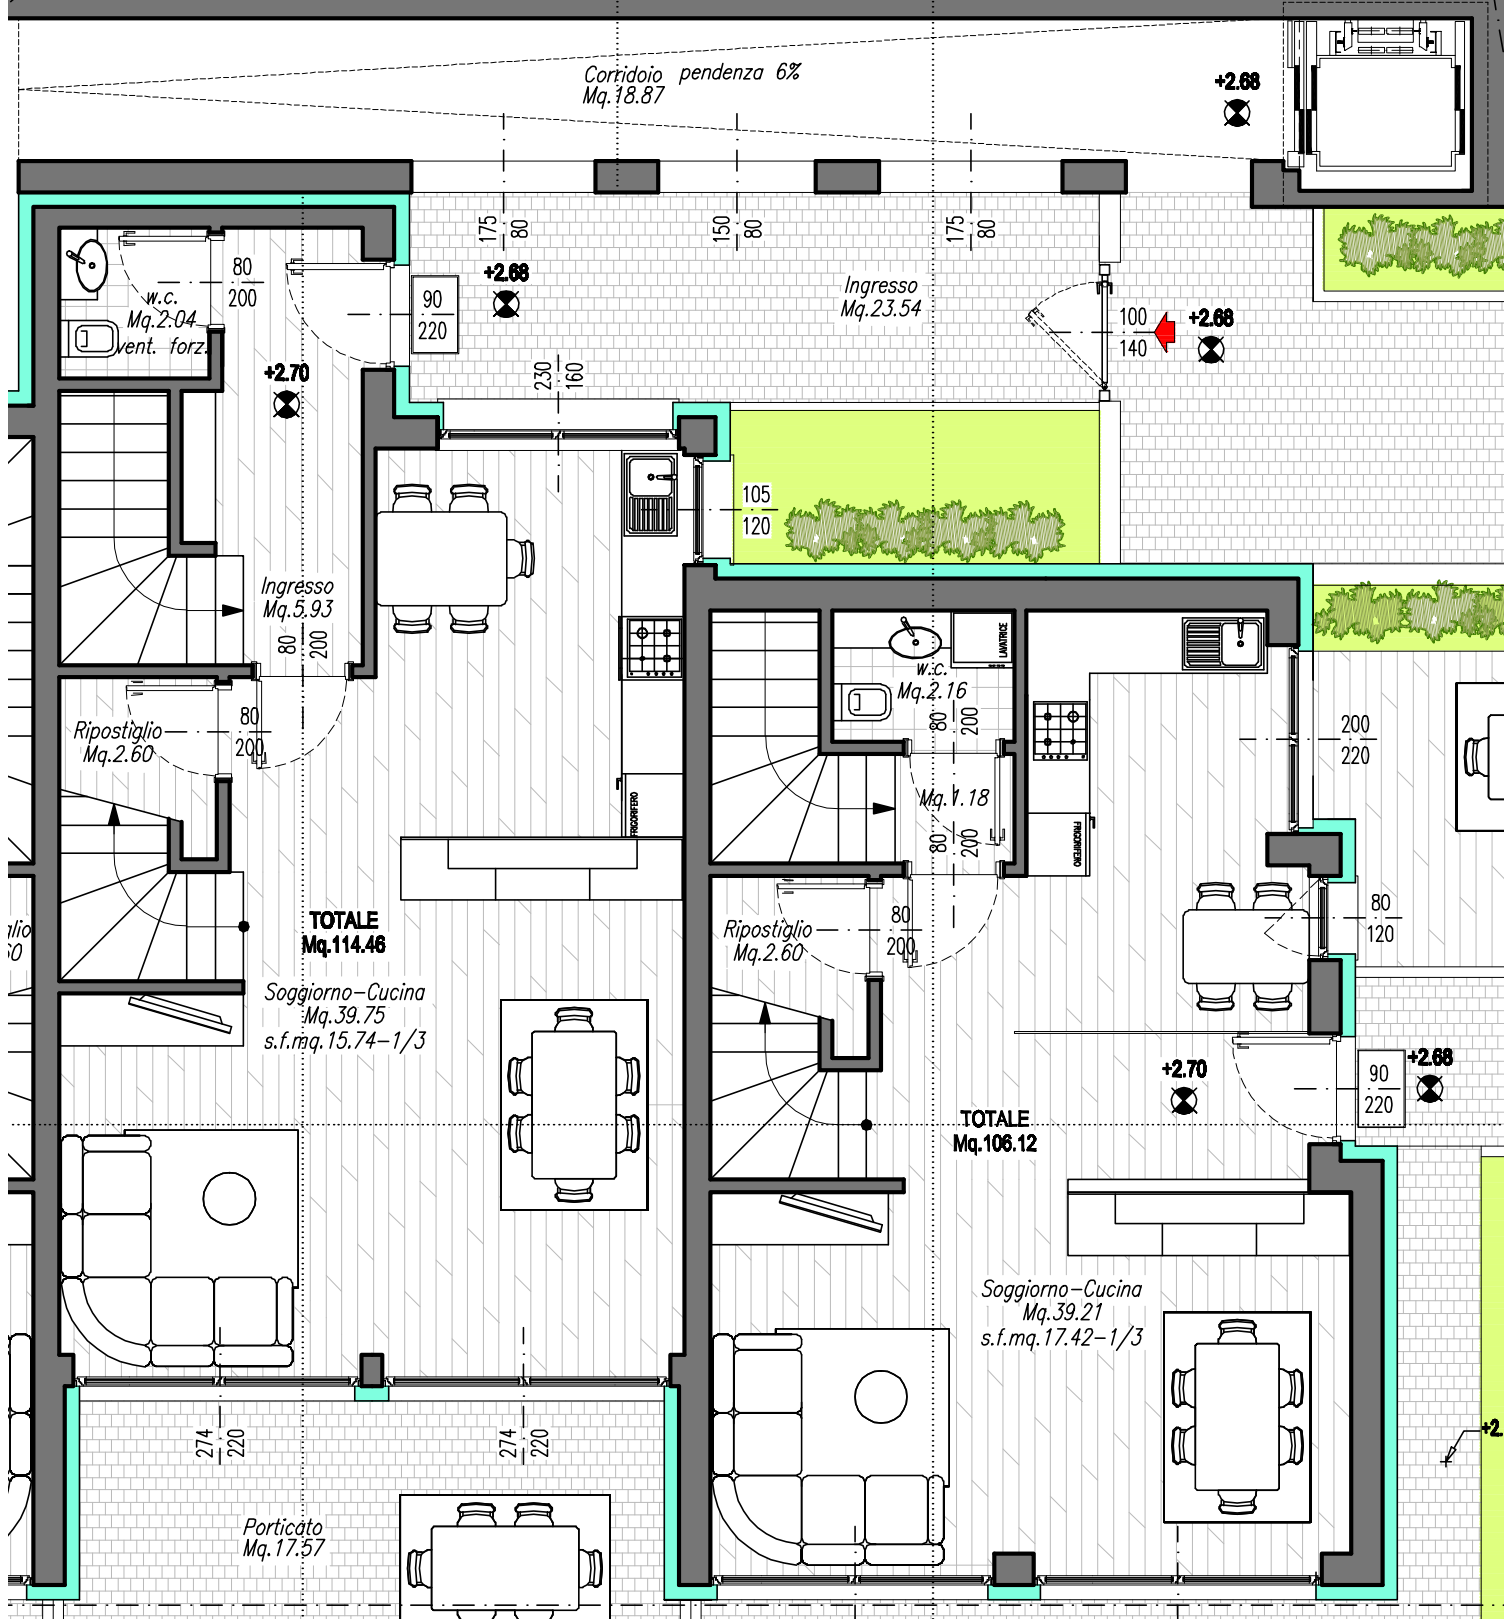 Corridoio pendenza 6%
Mq.18.87
+2.68
175
80
150
80
175
80
+2.68
80
200
90
220
w.c.
Mq.2.04
vent. forz.
Ingresso
Mq.23.54
100
140
+2.68
+2.70
230
160
105
120
Ingresso
Mq.5.93
80
200
LAVATRICE
w.c.
Mq.2.16
80
200
Ripostiglio
Mq.2.60
80
200
200
220
FRIGORIFERO
Mq.1.18
80
200
FRIGORIFERO
TOTALE
Mq.114.46
Ripostiglio
Mq.2.60
80
200
80
120
Soggiorno-Cucina
Mq.39.75
s.f.mq.15.74-1/3
+2.70
90
220
+2.68
TOTALE
Mq.106.12
Soggiorno-Cucina
Mq.39.21
s.f.mq.17.42-1/3
274
220
274
220
Porticato
Mq.17.57